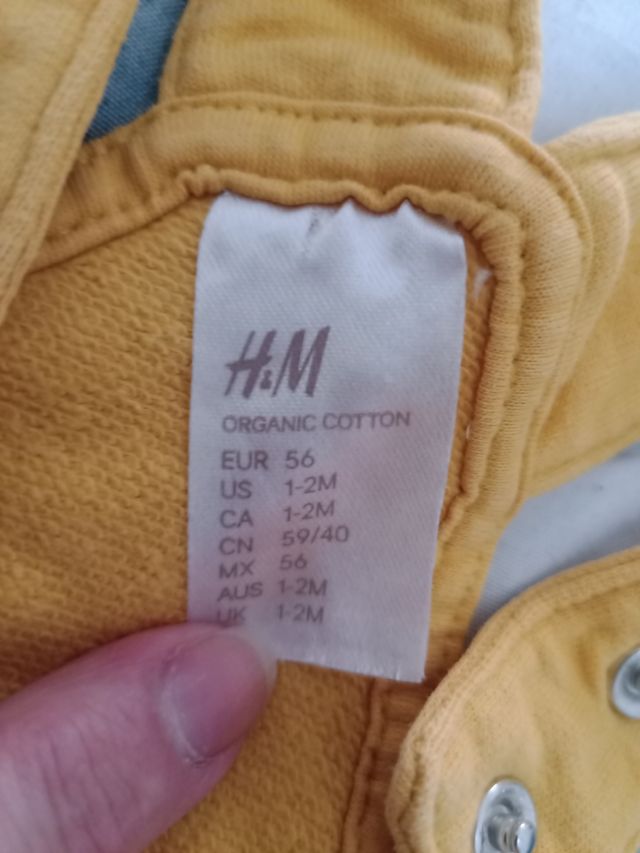 H&M
ORGANIC COTTON
EUR 56
US 1-2M
CA 1-2M
CN 59/40
MX 56
AUS 1-2M
UK 1-2M